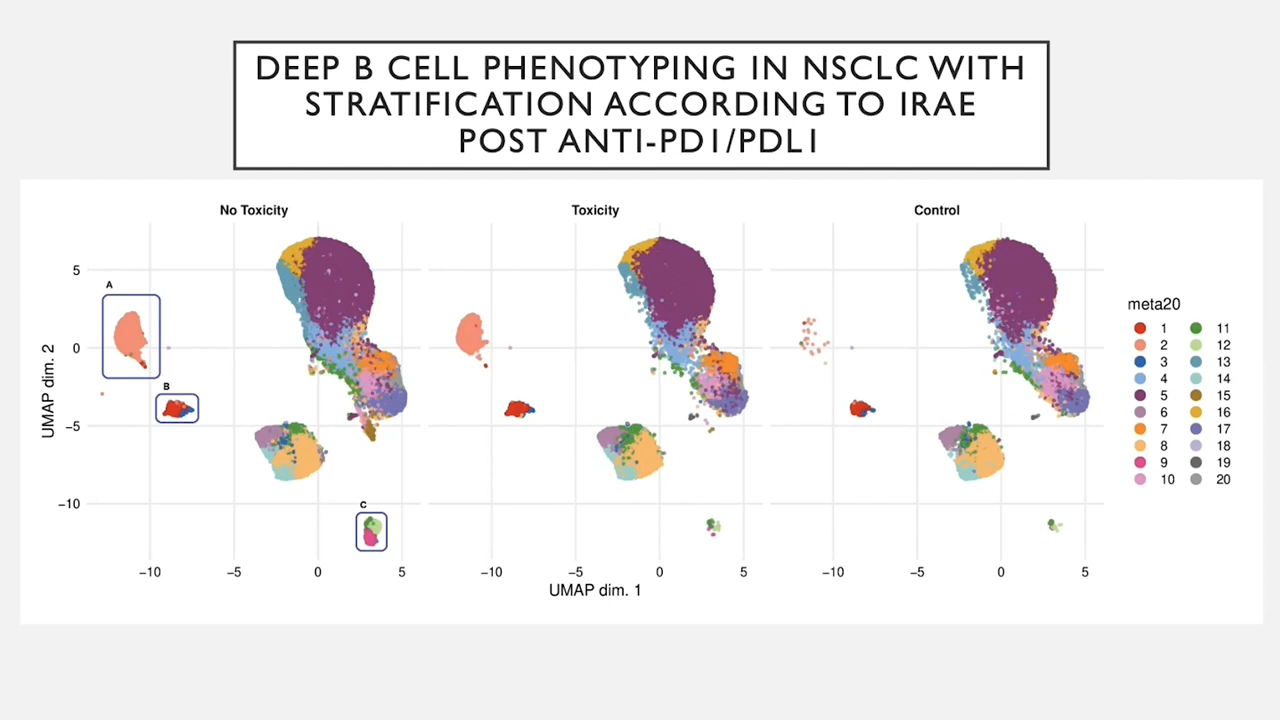 DEEP B CELL PHENOTYPING IN NSCLC WITH
STRATIFICATION ACCORDING TO IRAE
POST ANTI-PD1/PDL1
No Toxicity
Toxicity
Control
A
B
C
5
0
−5
−10
UMAP dim. 2
−10 −5 0 5
−10 −5 0 5
−10 −5 0 5
UMAP dim. 1
meta20
1 11
2 12
3 13
4 14
5 15
6 16
7 17
8 18
9 19
10 20